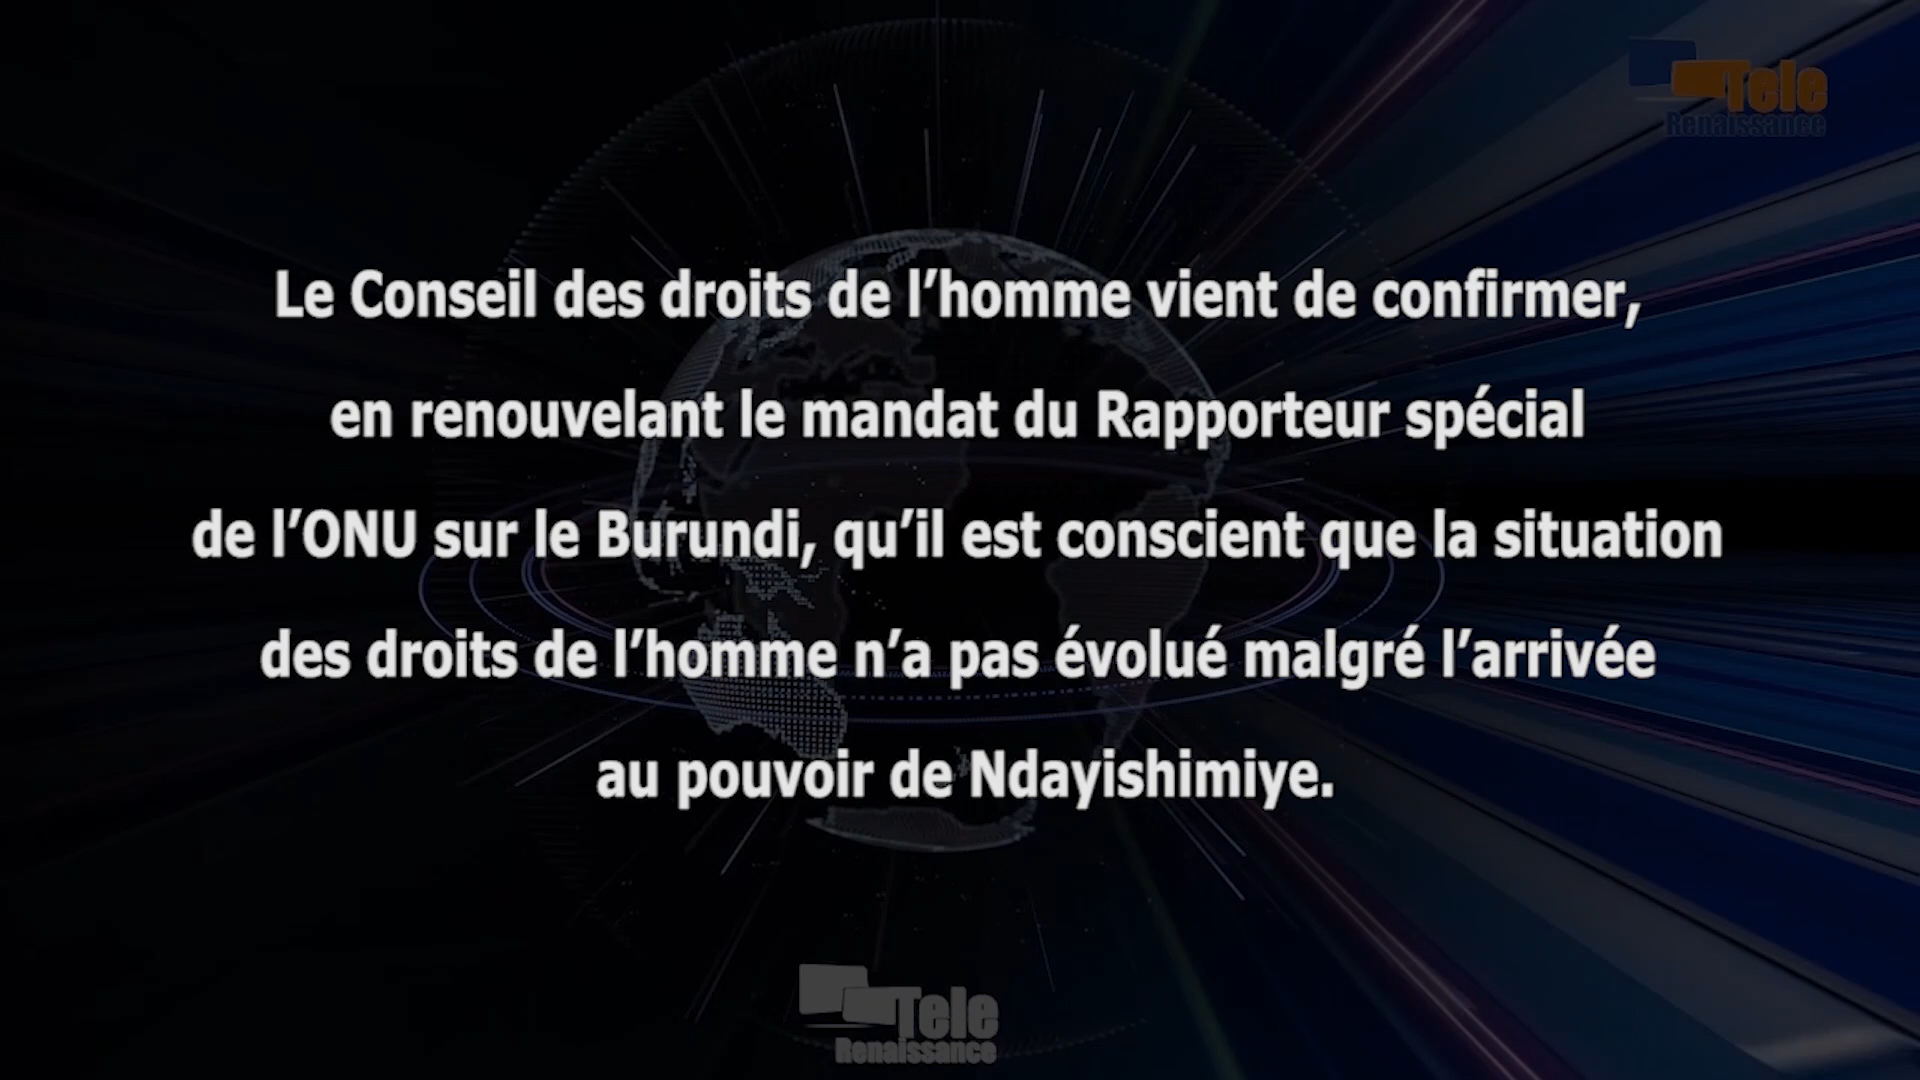 Tele
Renaissance
Le Conseil des droits de l’homme vient de confirmer,
en renouvelant le mandat du Rapporteur spécial
de l’ONU sur le Burundi, qu’il est conscient que la situation
des droits de l’homme n’a pas évolué malgré l’arrivée
au pouvoir de Ndayishimiye.
Tele
Renaissance